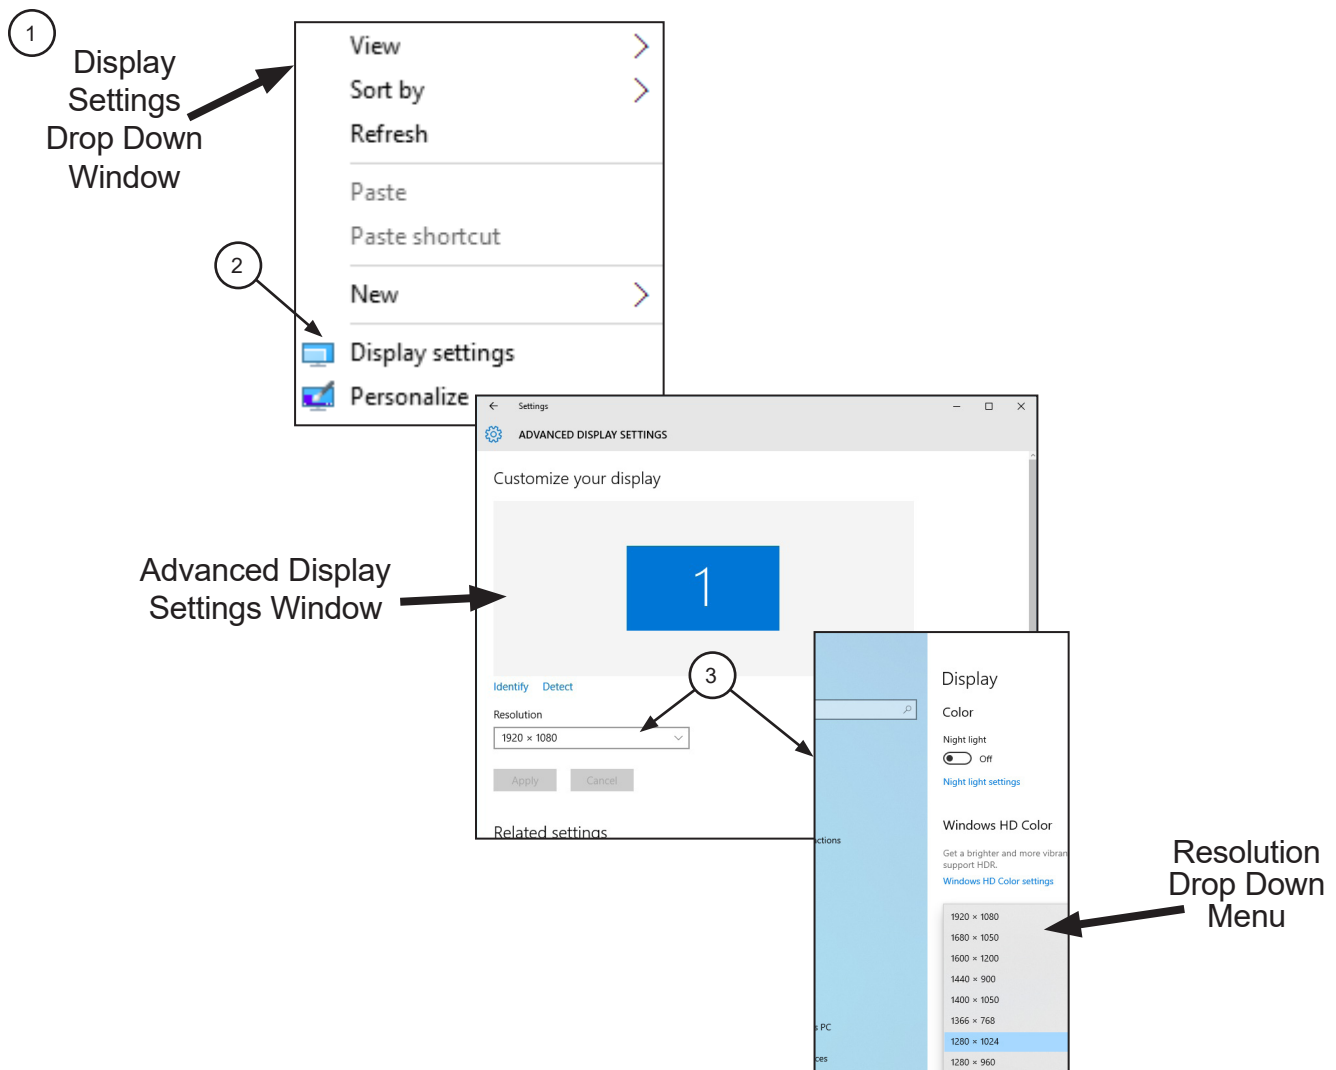 1
Display
Settings
Drop Down
Window
View
Sort by
Refresh
Paste
Paste shortcut
2
New
Display settings
Personalize
Settings
ADVANCED DISPLAY SETTINGS
Customize your display
1
Advanced Display
Settings Window
3
Identify Detect
Resolution
1920 × 1080
Apply Cancel
Related settings
Display
Color
Night light
Off
Night light settings
Windows HD Color
ctions
Get a brighter and more vibran
support HDR.
Windows HD Color settings
Resolution
Drop Down
Menu
1920 × 1080
1680 × 1050
1600 × 1200
1440 × 900
1400 × 1050
1366 × 768
s PC
1280 × 1024
ces
1280 × 960